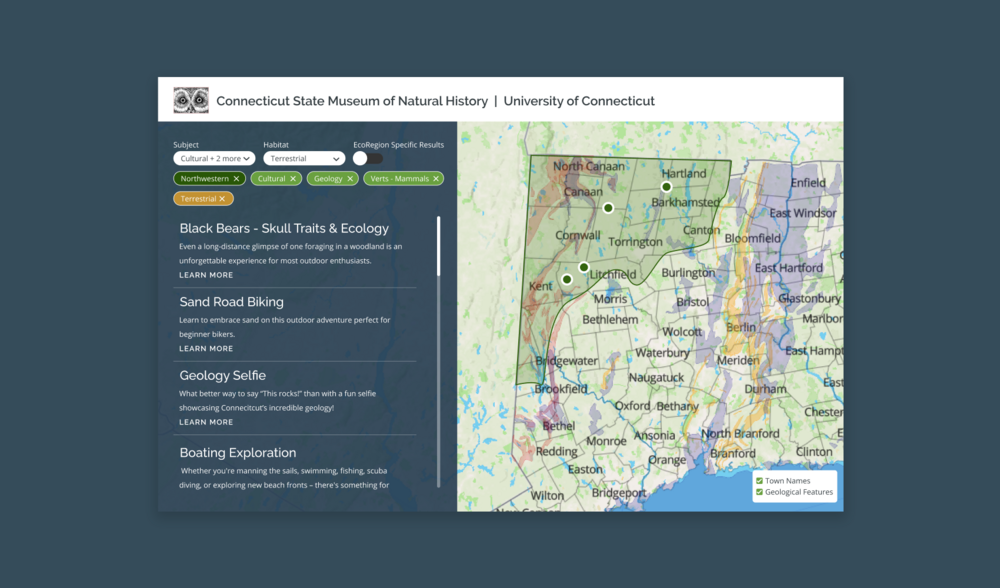 Connecticut State Museum of Natural History | University of Connecticut
Subject
Habitat
EcoRegion Specific Results
Cultural + 2 more
Terrestrial
Northwestern ×
Cultural ×
Geology ×
Verts - Mammals ×
Terrestrial ×
Black Bears - Skull Traits & Ecology
Even a long-distance glimpse of one foraging in a woodland is an
unforgettable experience for most outdoor enthusiasts.
LEARN MORE
Sand Road Biking
Learn to embrace sand on this outdoor adventure perfect for
beginner bikers.
LEARN MORE
Geology Selfie
What better way to say "This rocks!" than with a fun selfie
showcasing Connecitcut's incredible geology!
LEARN MORE
Boating Exploration
Whether you're manning the sails, swimming, fishing, scuba
diving, or exploring new beach fronts – there's something for
North Canaan
Hartland
Canaan
Enfield
Barkhamsted
East Windsor
Cornwall
Canton
Torrington
Bloomfield
East Hartford
Litchfield
Burlington
Kent
Morris
Bristol
Glastonbury
Bethlehem
Marlbor
Berlin
Wolcott
Waterbury
East Hampt
Bridgewater
Meriden
Naugatuck
East
Brookfield
Durham
Oxford
Bethany
Chester
Bethel
Ansonia
North Branford
E
Monroe
Redding
Orange
Branford
Clinton
Easton
Wilton
Bridgeport
Town Names
Geological Features